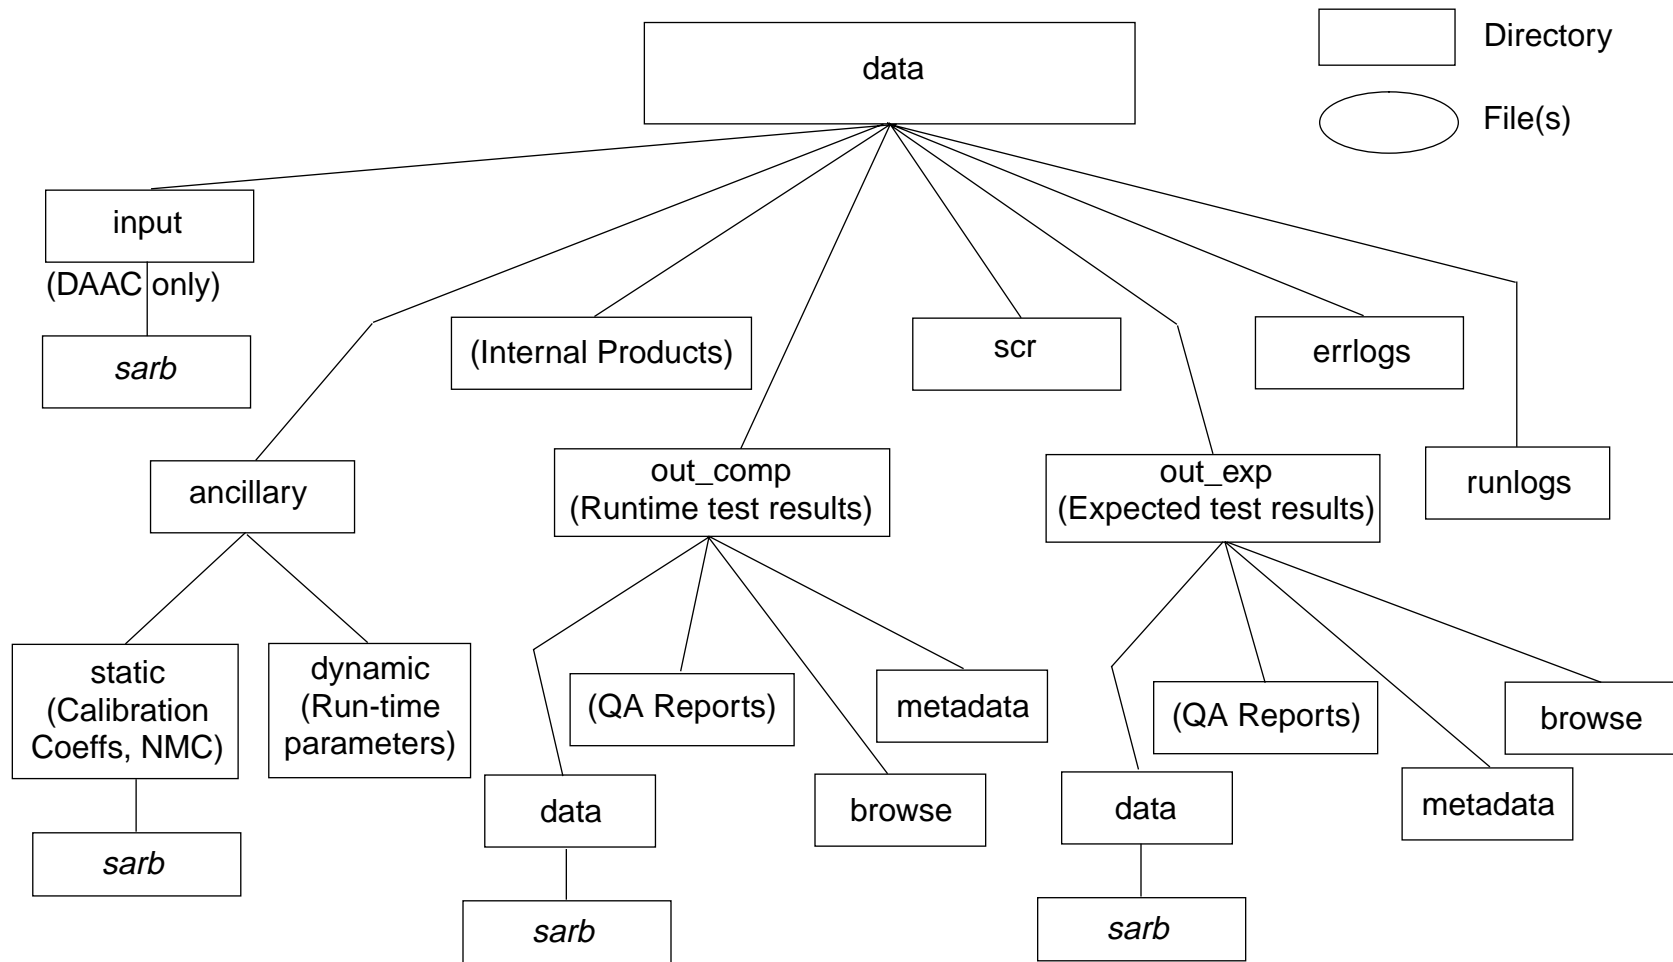 data
Directory
File(s)
input
(DAAC only)
sarb
(Internal Products)
scr
errlogs
ancillary
out_comp
(Runtime test results)
out_exp
(Expected test results)
runlogs
static
(Calibration
Coeffs, NMC)
dynamic
(Run-time
parameters)
(QA Reports)
metadata
(QA Reports)
browse
data
browse
data
metadata
sarb
sarb
sarb